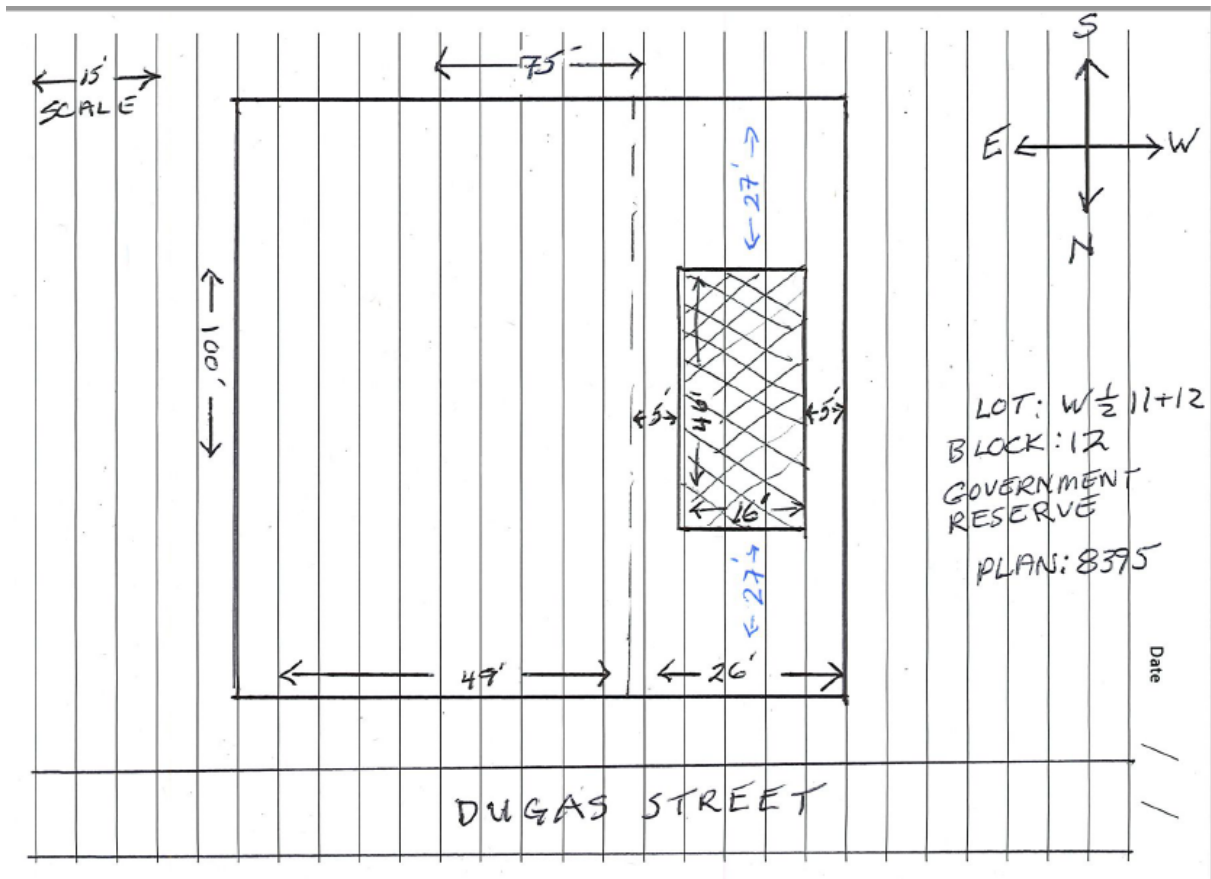 15'
SCALE
75'
S
E W
N
27'
100'
5'
46'
5'
16'
27'
49'
26'
LOT: W 1/2 11+12
BLOCK: 12
GOVERNMENT
RESERVE
PLAN: 8395
Date
DUGAS STREET